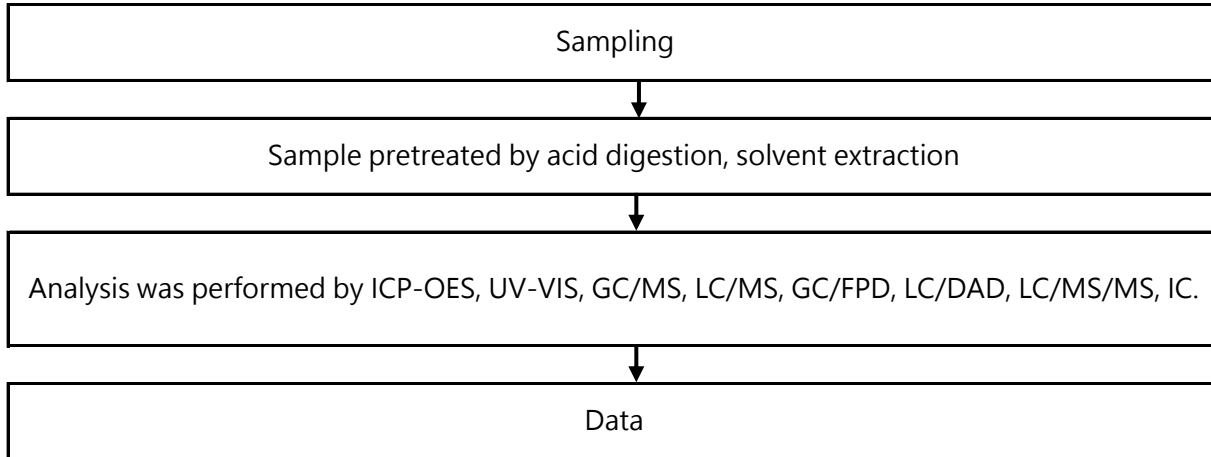 Sampling
Sample pretreated by acid digestion, solvent extraction
Analysis was performed by ICP-OES, UV-VIS, GC/MS, LC/MS, GC/FPD, LC/DAD, LC/MS/MS, IC.
Data